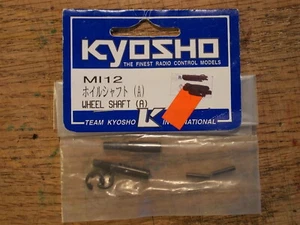 KYOSHO
THE FINEST RADIO CONTROL MODELS
MI12
ホイルシャフト (A)
WHEEL SHAFT (A)
TEAM KYOSHO K INTERNATIONAL